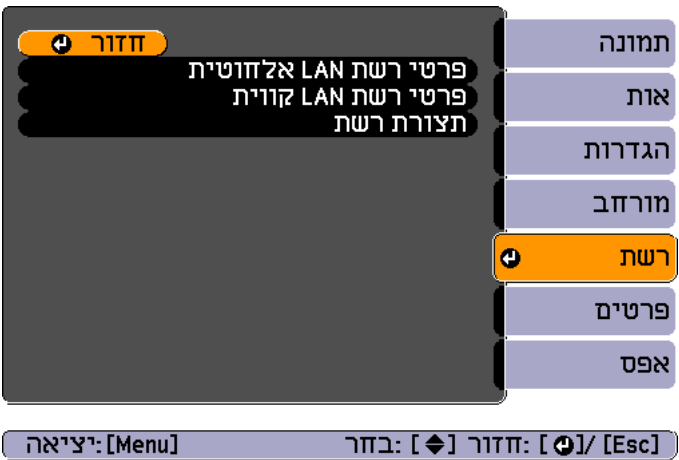 חזור
פרטי רשת LAN אלחוטית
פרטי רשת LAN קווית
תצורת רשת
תמונה
אות
הגדרות
מורחב
רשת
פרטים
אפס
[Esc] /[ ]: חזור [ ]: בחר [Menu]: יציאה